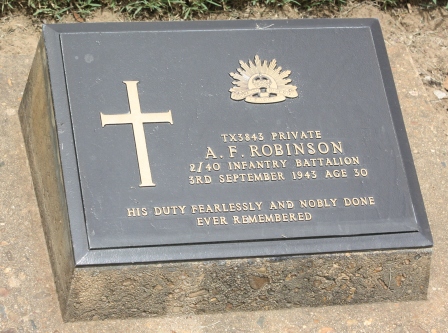 TX3843 PRIVATE
A. F. ROBINSON
2/40 INFANTRY BATTALION
3RD SEPTEMBER 1943 AGE 30
HIS DUTY FEARLESSLY AND NOBLY DONE
EVER REMEMBERED